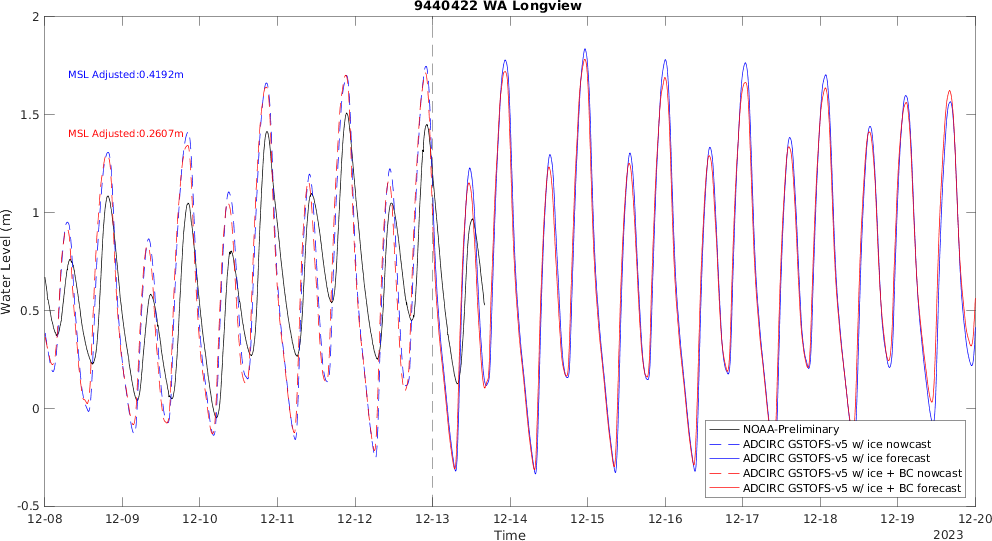 9440422 WA Longview
MSL Adjusted:0.4192m
MSL Adjusted:0.2607m
Water Level (m)
2
1.5
1
0.5
0
-0.5
12-08 12-09 12-10 12-11 12-12 12-13 12-14 12-15 12-16 12-17 12-18 12-19 12-20
Time
2023
NOAA-Preliminary
ADCIRC GSTOFS-v5 w/ ice nowcast
ADCIRC GSTOFS-v5 w/ ice forecast
ADCIRC GSTOFS-v5 w/ ice + BC nowcast
ADCIRC GSTOFS-v5 w/ ice + BC forecast